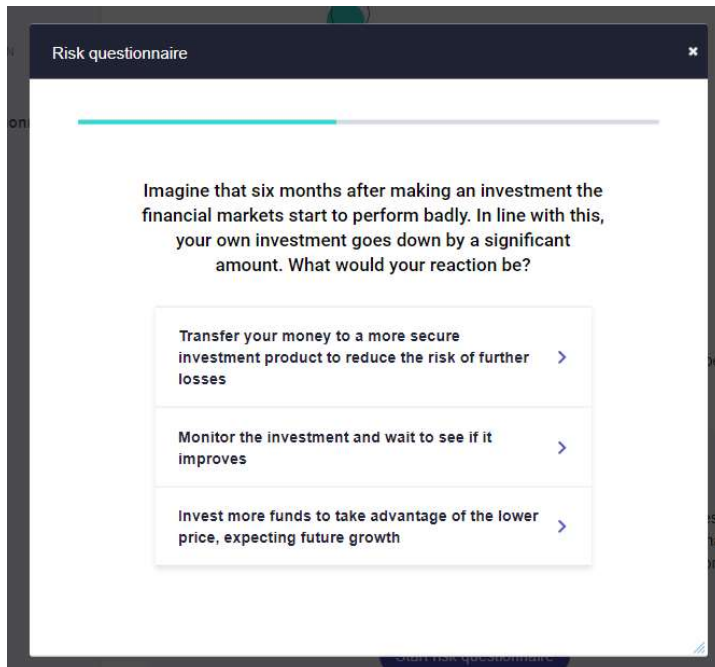 Risk questionnaire
Imagine that six months after making an investment the
financial markets start to perform badly. In line with this,
your own investment goes down by a significant
amount. What would your reaction be?
Transfer your money to a more secure
investment product to reduce the risk of further
losses
Monitor the investment and wait to see if it
improves
Invest more funds to take advantage of the lower
price, expecting future growth
Start risk questionnaire